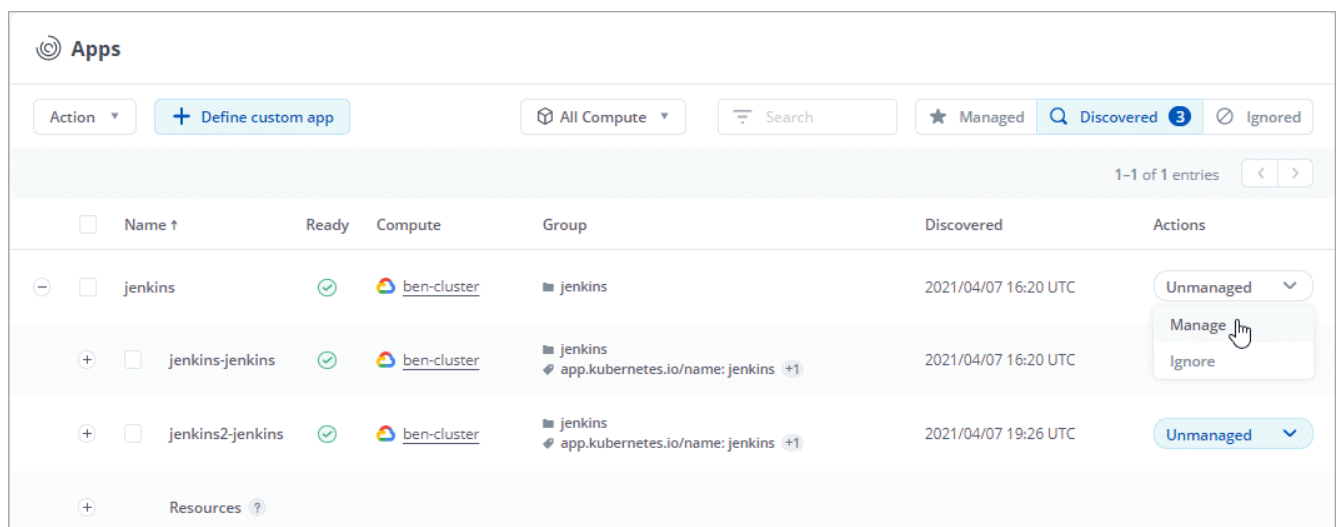 Apps
Action
Define custom app
All Compute
Search
Managed
Discovered 3
Ignored
1–1 of 1 entries
Name ↑ Ready Compute Group Discovered Actions
jenkins ben-cluster jenkins 2021/04/07 16:20 UTC Unmanaged
Manage
Ignore
jenkins-jenkins ben-cluster jenkins 2021/04/07 16:20 UTC
app.kubernetes.io/name: jenkins +1
jenkins2-jenkins ben-cluster jenkins 2021/04/07 19:26 UTC Unmanaged
app.kubernetes.io/name: jenkins +1
Resources ?